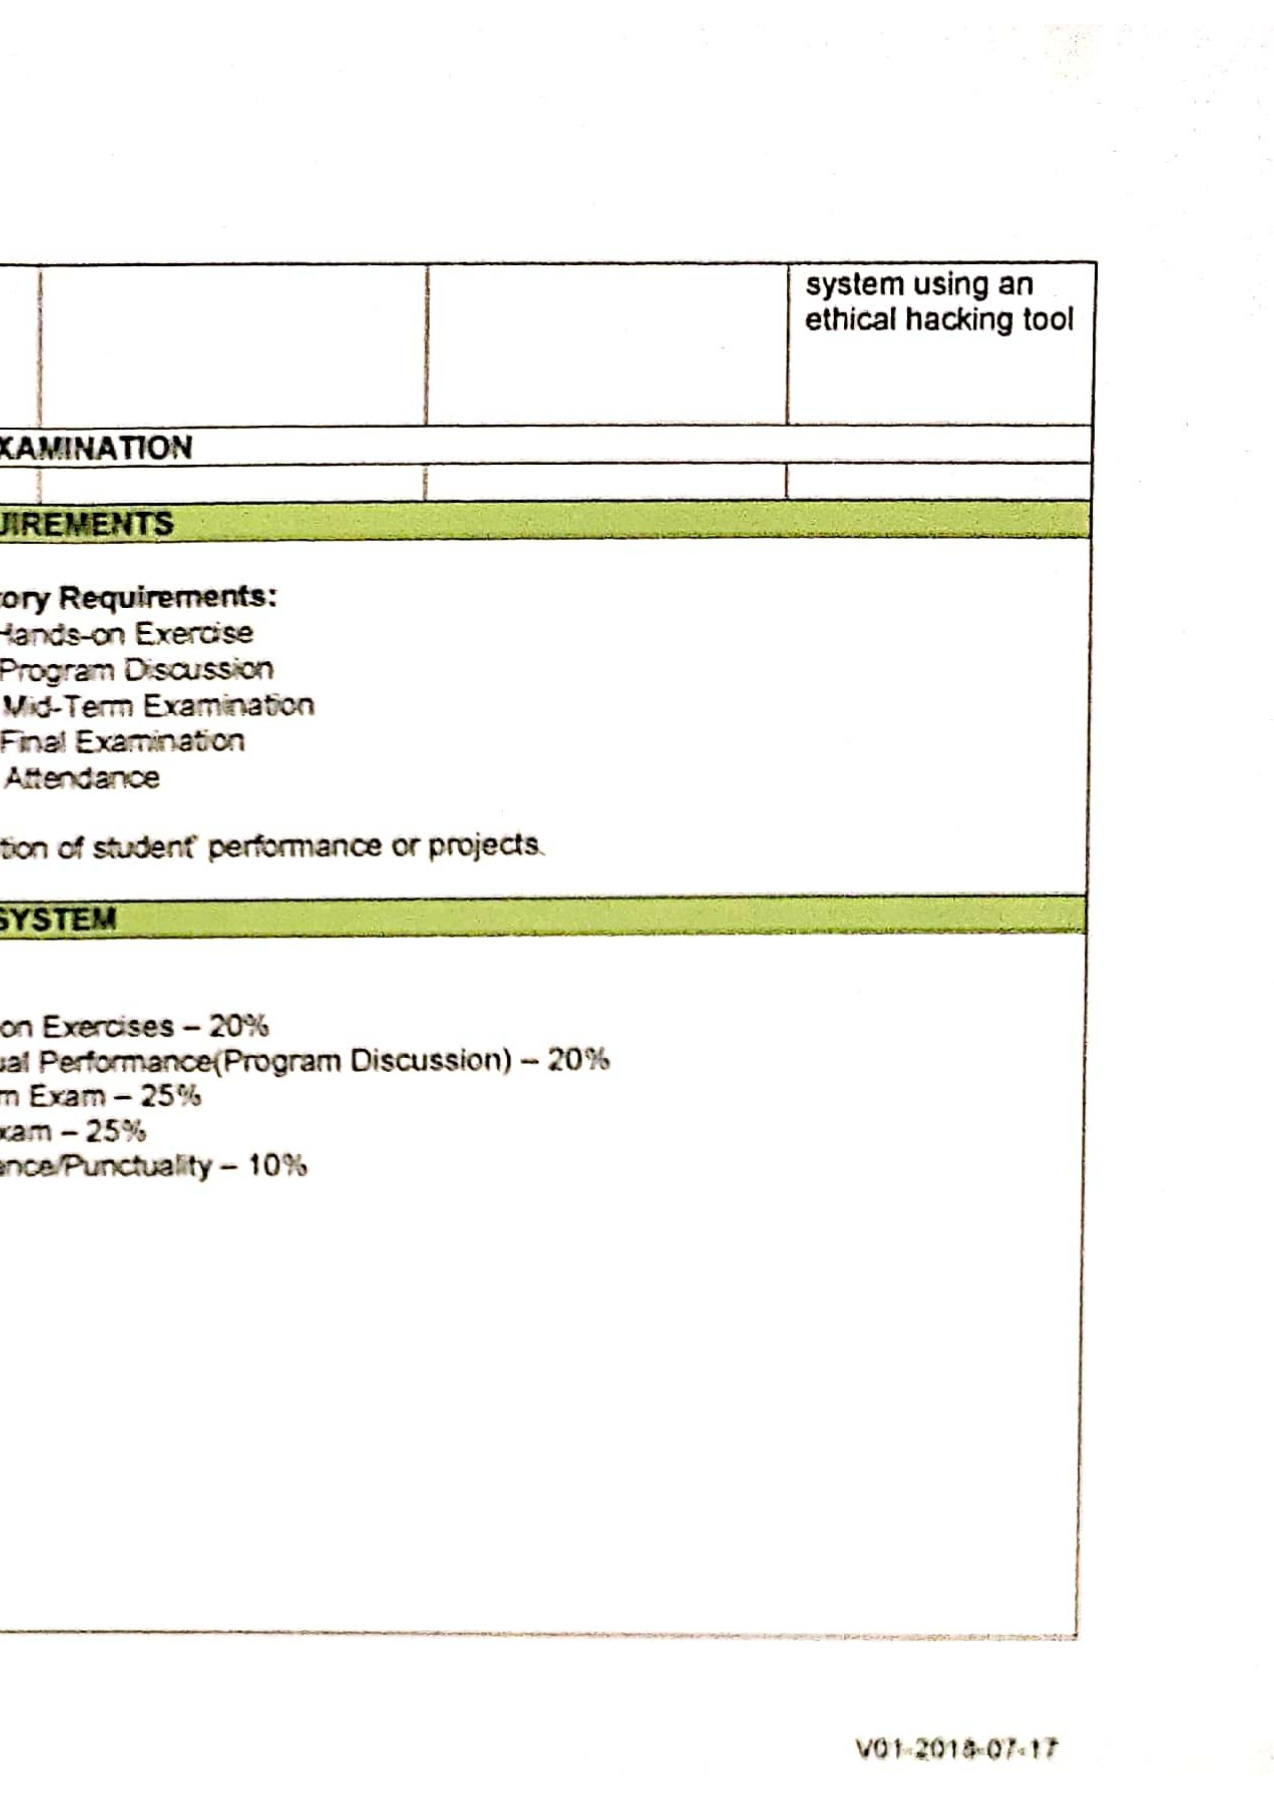 system using an
ethical hacking tool
XAMINATION
UIREMENTS
ory Requirements:
Hands-on Exercise
Program Discussion
Mid-Term Examination
Final Examination
Attendance
tion of student' performance or projects.
SYSTEM
on Exercises – 20%
ual Performance(Program Discussion) – 20%
m Exam – 25%
xam – 25%
ance/Punctuality – 10%
V01-2018-07-17